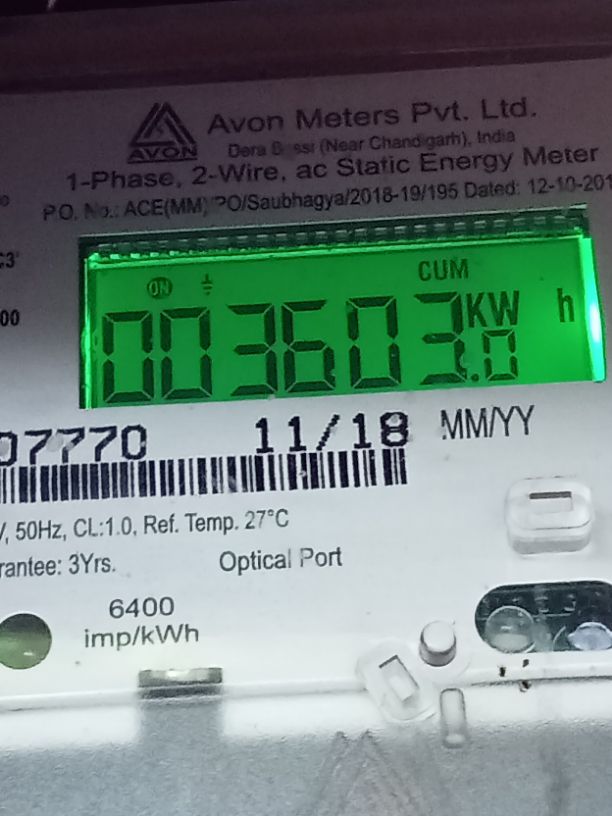 Avon Meters Pvt. Ltd.
AVON
Dera Bassi (Near Chandigarh), India
1-Phase, 2-Wire, ac Static Energy Meter
P.O. No.: ACE(MM) PO/Saubhagya/2018-19/195 Dated: 12-10-201
ON CUM
003603.0 KW h
07770 11/18 MM/YY
V, 50Hz, CL:1.0, Ref. Temp. 27°C
rantee: 3Yrs. Optical Port
6400
imp/kWh